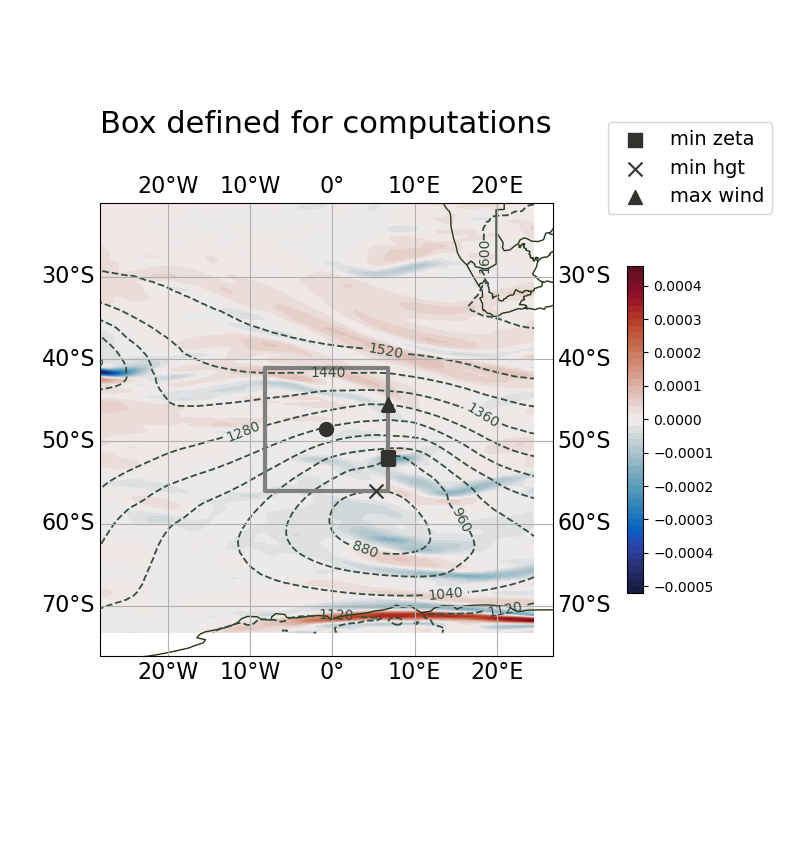 Box defined for computations
min zeta
min hgt
max wind
20°W 10°W 0° 10°E 20°E
30°S 30°S
40°S 40°S
50°S 50°S
60°S 60°S
70°S 70°S
20°W 10°W 0° 10°E 20°E
1600
1520
1440
1360
1280
960
880
1040
1120 1120
0.0004
0.0003
0.0002
0.0001
0.0000
−0.0001
−0.0002
−0.0003
−0.0004
−0.0005